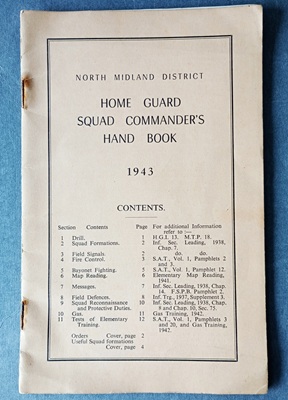 NORTH MIDLAND DISTRICT
HOME GUARD
SQUAD COMMANDER'S
HAND BOOK
1943
CONTENTS.
Section Contents Page For additional Information refer to :—
1 Drill. 1 H.G.I. 13. M.T.P. 18.
2 Squad Formations. 2 Inf. Sec. Leading, 1938, Chap. 7.
3 Field Signals. 2 do. do.
4 Fire Control. 3 S.A.T., Vol. 1, Pamphlets 2 and 3.
5 Bayonet Fighting. 5 S.A.T., Vol. 1, Pamphlet 12.
6 Map Reading. 6 Elementary Map Reading, 1941.
7 Messages. 7 Inf. Sec. Leading, 1938, Chap. 14. F.S.P.B. Pamphlet 2.
8 Field Defences. 8 Inf. Trg., 1937, Supplement 3.
9 Squad Reconnaissance and Protective Duties. 10 Inf. Sec. Leading, 1938, Chap. 9 and Chap. 10, Sec. 75.
10 Gas. 11 Gas Training, 1942.
11 Tests of Elementary Training. 12 S.A.T., Vol. 1, Pamphlets 3 and 20, and Gas Training, 1942.
Orders Cover, page 2
Useful Squad formations
Cover, page 4